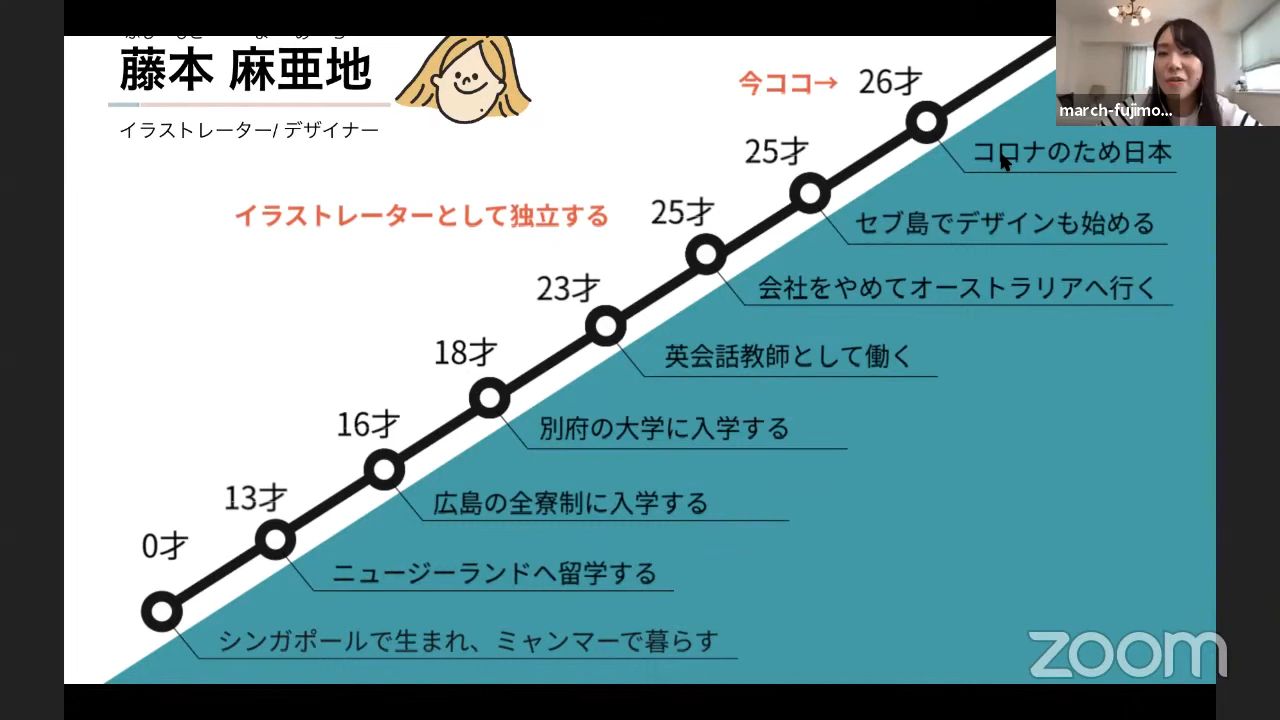 藤本 麻亜地
イラストレーター/ デザイナー
今ココ→ 26才
march-fujimo...
コロナのため日本
25才
セブ島でデザインも始める
イラストレーターとして独立する
25才
会社をやめてオーストラリアへ行く
23才
英会話教師として働く
18才
別府の大学に入学する
16才
広島の全寮制に入学する
13才
ニュージーランドへ留学する
0才
シンガポールで生まれ、ミャンマーで暮らす
zoom